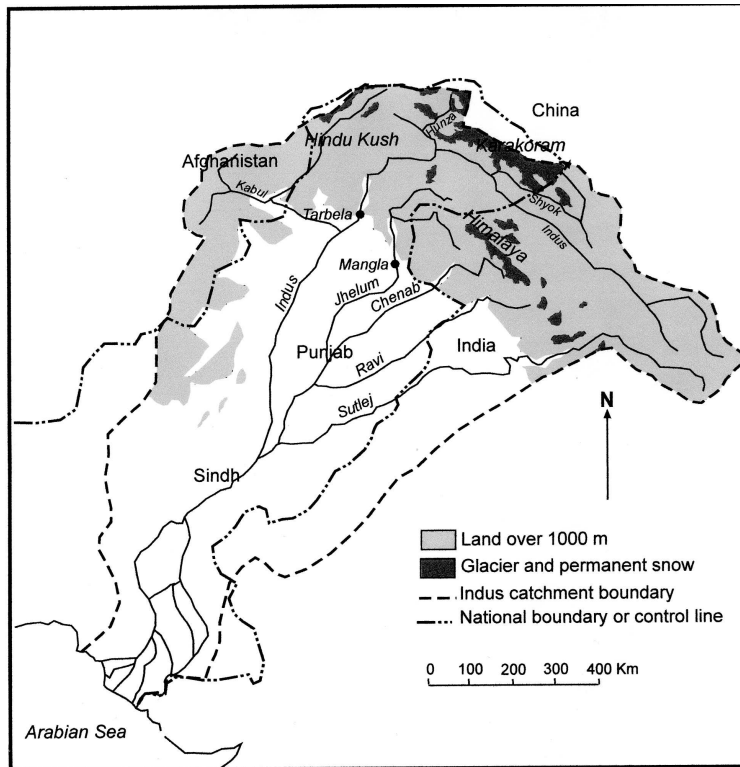 China
Hunza
Hindu Kush
Karakoram
Afghanistan
Kabul
Shyok
Tarbela
Himalaya
Indus
Mangla
Indus
Jhelum
Chenab
Punjab
India
Ravi
Sutlej
N
Sindh
Land over 1000 m
Glacier and permanent snow
Indus catchment boundary
National boundary or control line
0 100 200 300 400 Km
Arabian Sea